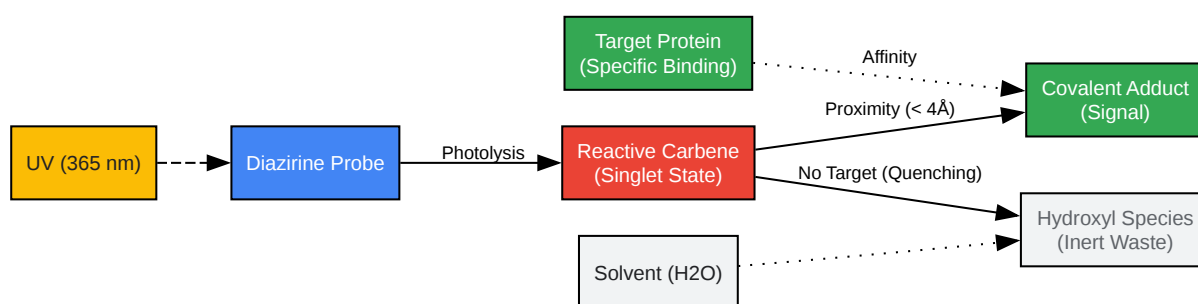 Target Protein
(Specific Binding)
Affinity
Covalent Adduct
(Signal)
Proximity (< 4Å)
UV (365 nm)
Diazirine Probe
Photolysis
Reactive Carbene
(Singlet State)
No Target (Quenching)
Hydroxyl Species
(Inert Waste)
Solvent (H2O)